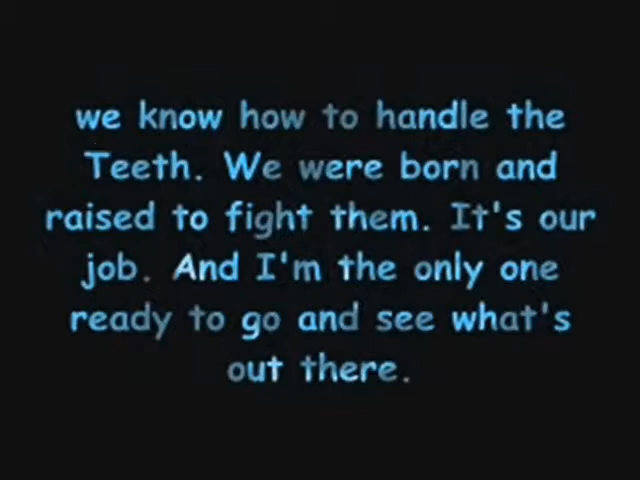 we know how to handle the
Teeth. We were born and
raised to fight them. It's our
job. And I'm the only one
ready to go and see what's
out there.